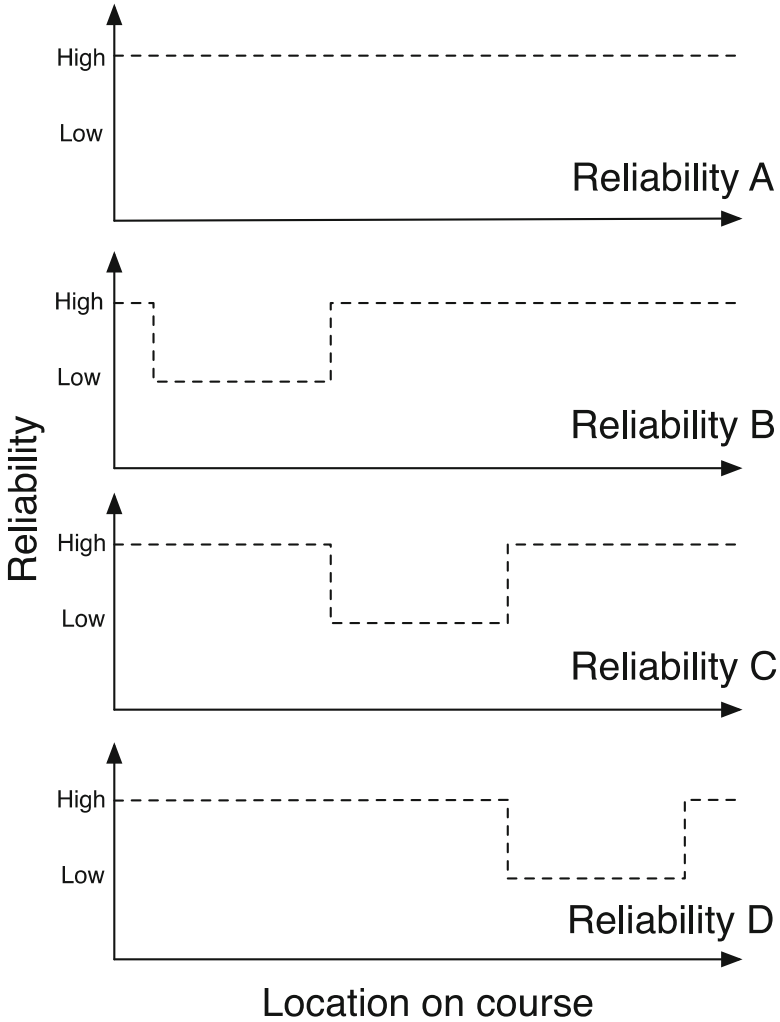 High
Low
Reliability A
High
Low
Reliability B
Reliability
High
Low
Reliability C
High
Low
Reliability D
Location on course